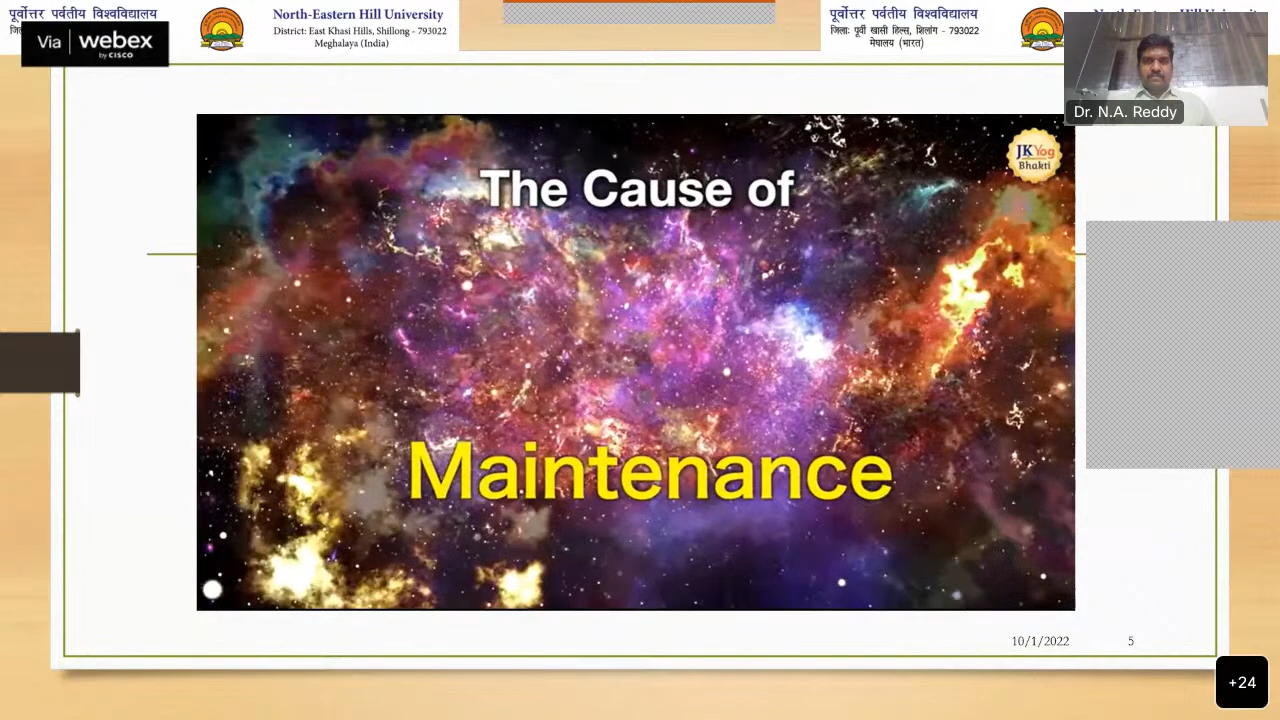 पूर्वोत्तर पर्वतीय विश्वविद्यालय
North-Eastern Hill University
District: East Khasi Hills, Shillong - 793022
Meghalaya (India)
पूर्वोत्तर पर्वतीय विश्वविद्यालय
जिला: पूर्वी खासी हिल्स, शिलांग - 793022
मेघालय (भारत)
Via webex
by CISCO
Dr. N.A. Reddy
JKYog
Bhakti
The Cause of
Maintenance
10/1/2022
5
+24